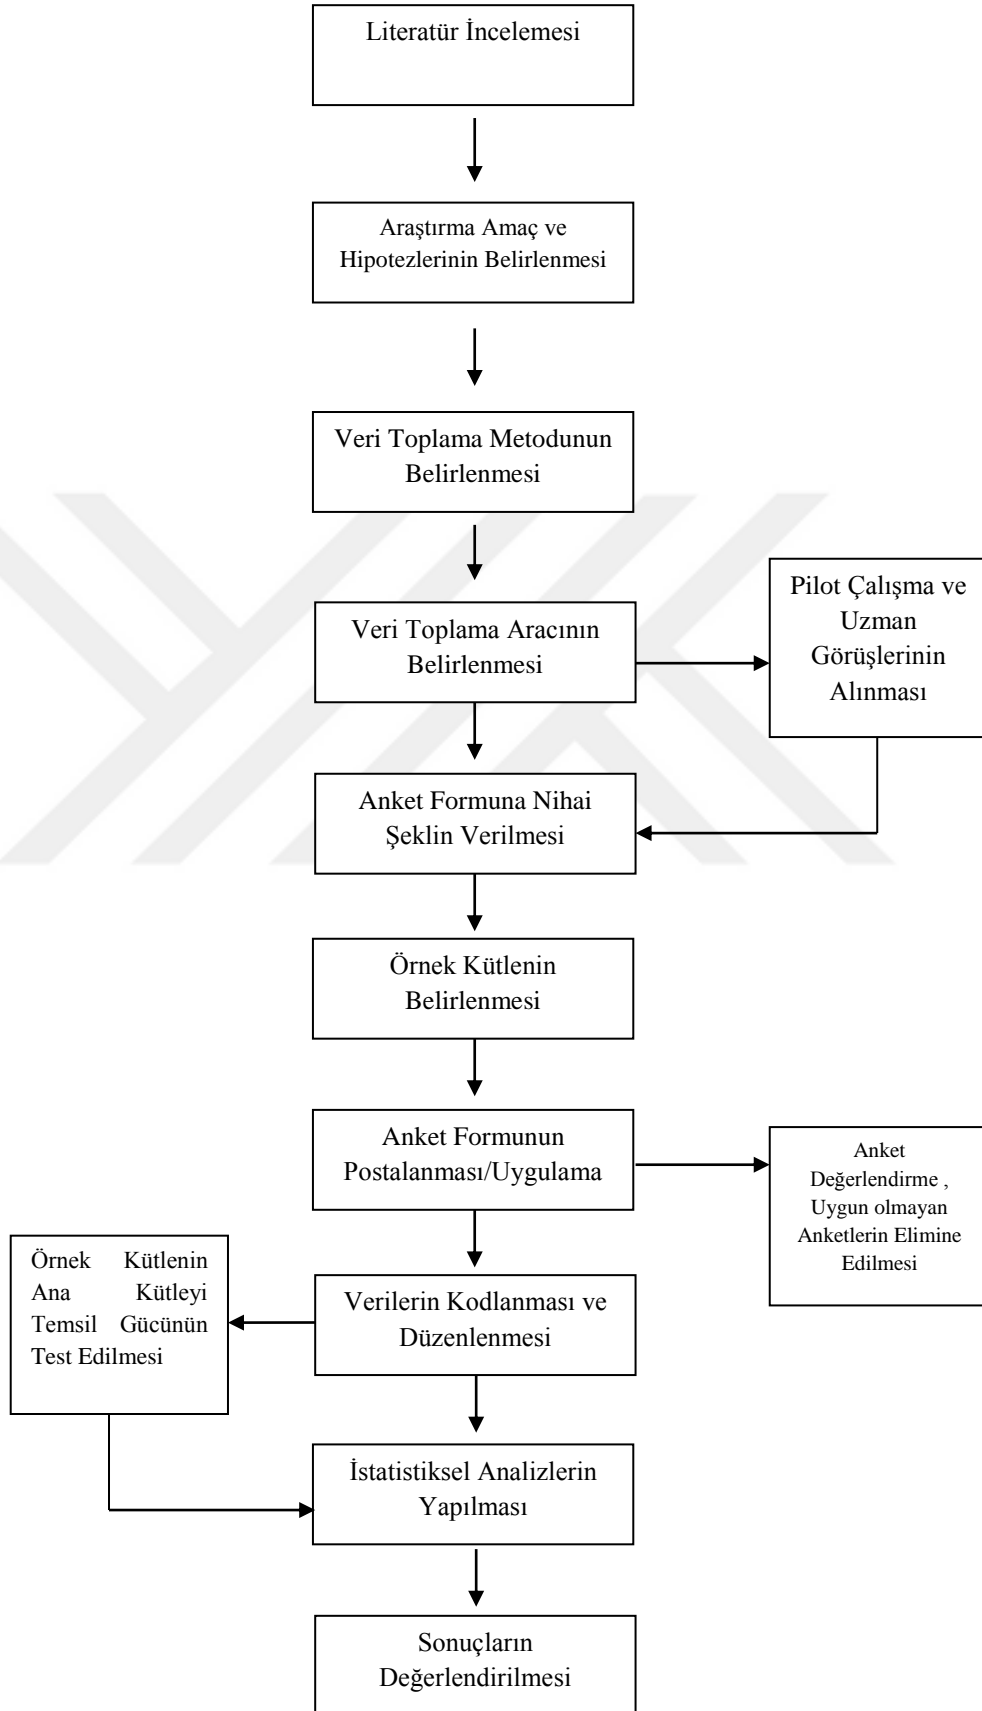 Literatür İncelemesi
Araştırma Amaç ve
Hipotezlerinin Belirlenmesi
Veri Toplama Metodunun
Belirlenmesi
Veri Toplama Aracının
Belirlenmesi
Pilot Çalışma ve
Uzman
Görüşlerinin
Alınması
Anket Formuna Nihai
Şeklin Verilmesi
Örnek Kütlenin
Belirlenmesi
Anket Formunun
Postalanması/Uygulama
Anket
Değerlendirme ,
Uygun olmayan
Anketlerin Elimine
Edilmesi
Örnek Kütlenin
Ana Kütleyi
Temsil Gücünün
Test Edilmesi
Verilerin Kodlanması ve
Düzenlenmesi
İstatistiksel Analizlerin
Yapılması
Sonuçların
Değerlendirilmesi